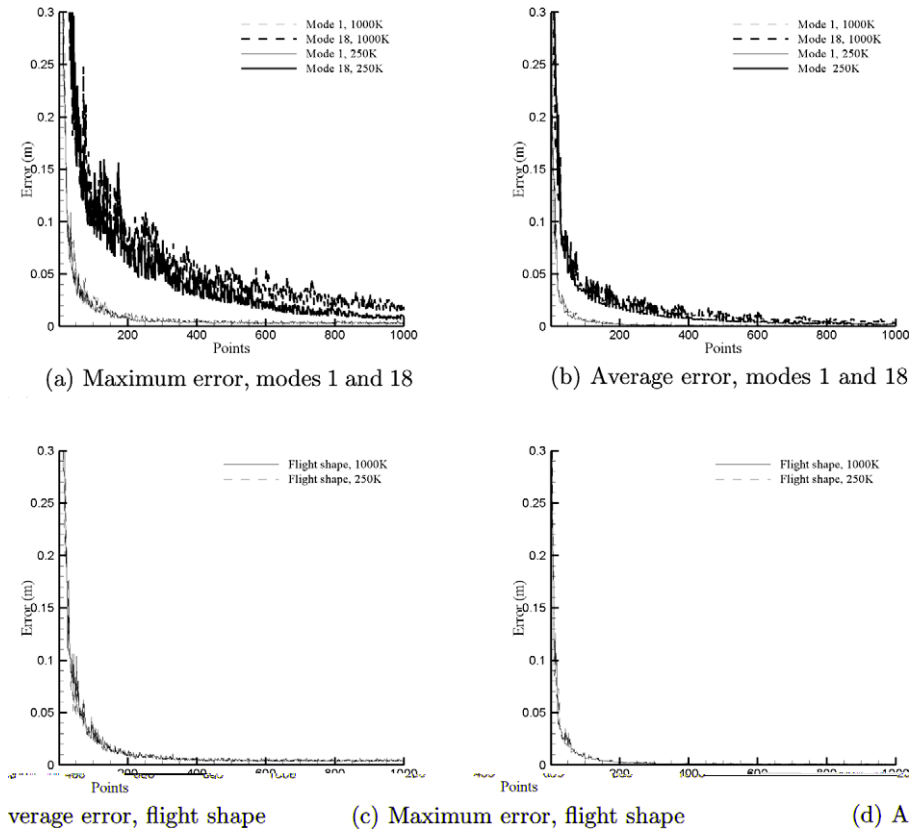 0.3
0.25
0.2
0.15
0.1
0.05
0
Error (m)
Mode 1, 1000K
Mode 18, 1000K
Mode 1, 250K
Mode 18, 250K
200 400 600 800 1000
Points
(a) Maximum error, modes 1 and 18
0.3
0.25
0.2
0.15
0.1
0.05
0
Error (m)
Mode 1, 1000K
Mode 18, 1000K
Mode 1, 250K
Mode 250K
200 400 600 800 1000
Points
(b) Average error, modes 1 and 18
0.3
0.25
0.2
0.15
0.1
0.05
0
Error (m)
Flight shape, 1000K
Flight shape, 250K
Points
0.3
0.25
0.2
0.15
0.1
0.05
0
Error (m)
Flight shape, 1000K
Flight shape, 250K
Points
verage error, flight shape (c) Maximum error, flight shape (d) A